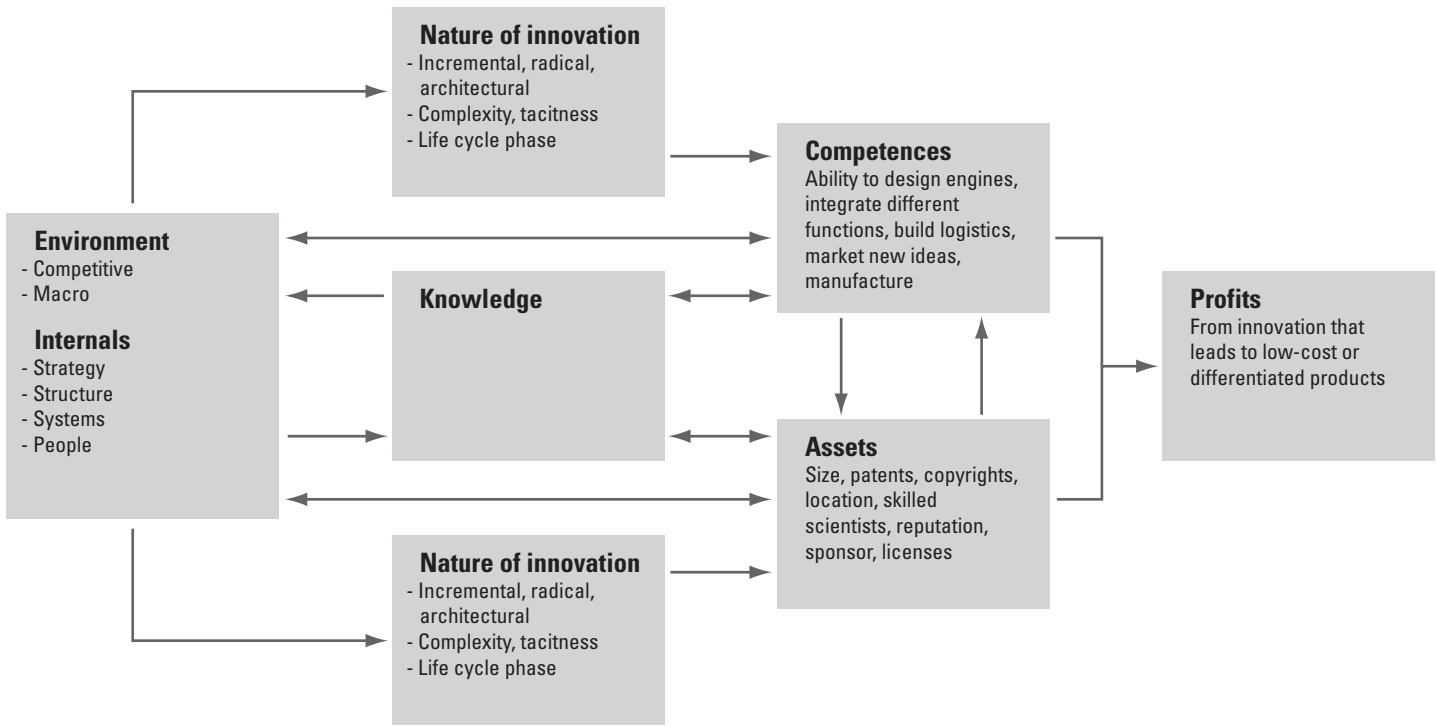 Nature of innovation
- Incremental, radical,
architectural
- Complexity, tacitness
- Life cycle phase
Environment
- Competitive
- Macro
Internals
- Strategy
- Structure
- Systems
- People
Knowledge
Nature of innovation
- Incremental, radical,
architectural
- Complexity, tacitness
- Life cycle phase
Competences
Ability to design engines,
integrate different
functions, build logistics,
market new ideas,
manufacture
Assets
Size, patents, copyrights,
location, skilled
scientists, reputation,
sponsor, licenses
Profits
From innovation that
leads to low-cost or
differentiated products